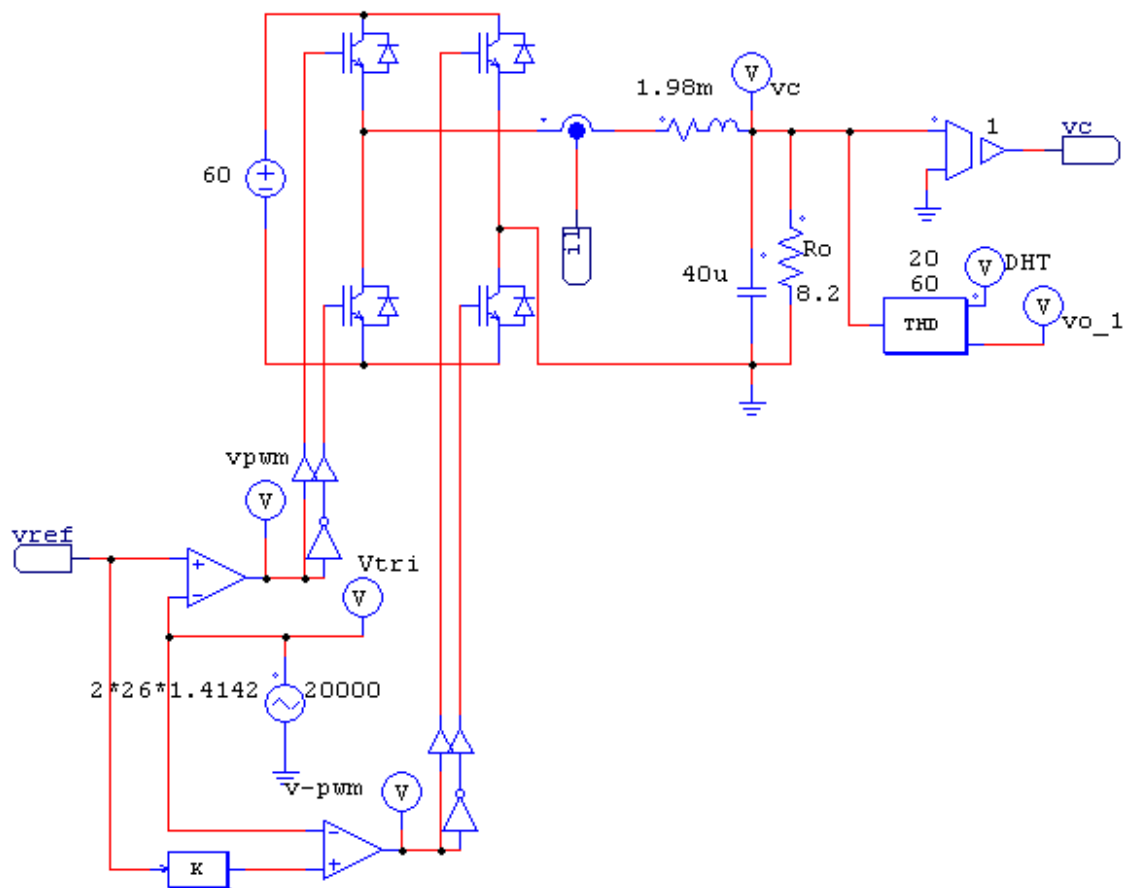 V
vc
1.98m
1
vc
60
i1
40u
Ro
8.2
20
60
V
DHT
THD
V
vo_1
vpwm
V
vref
Vtri
V
2*26*1.4142
20000
v-pwm
V
K